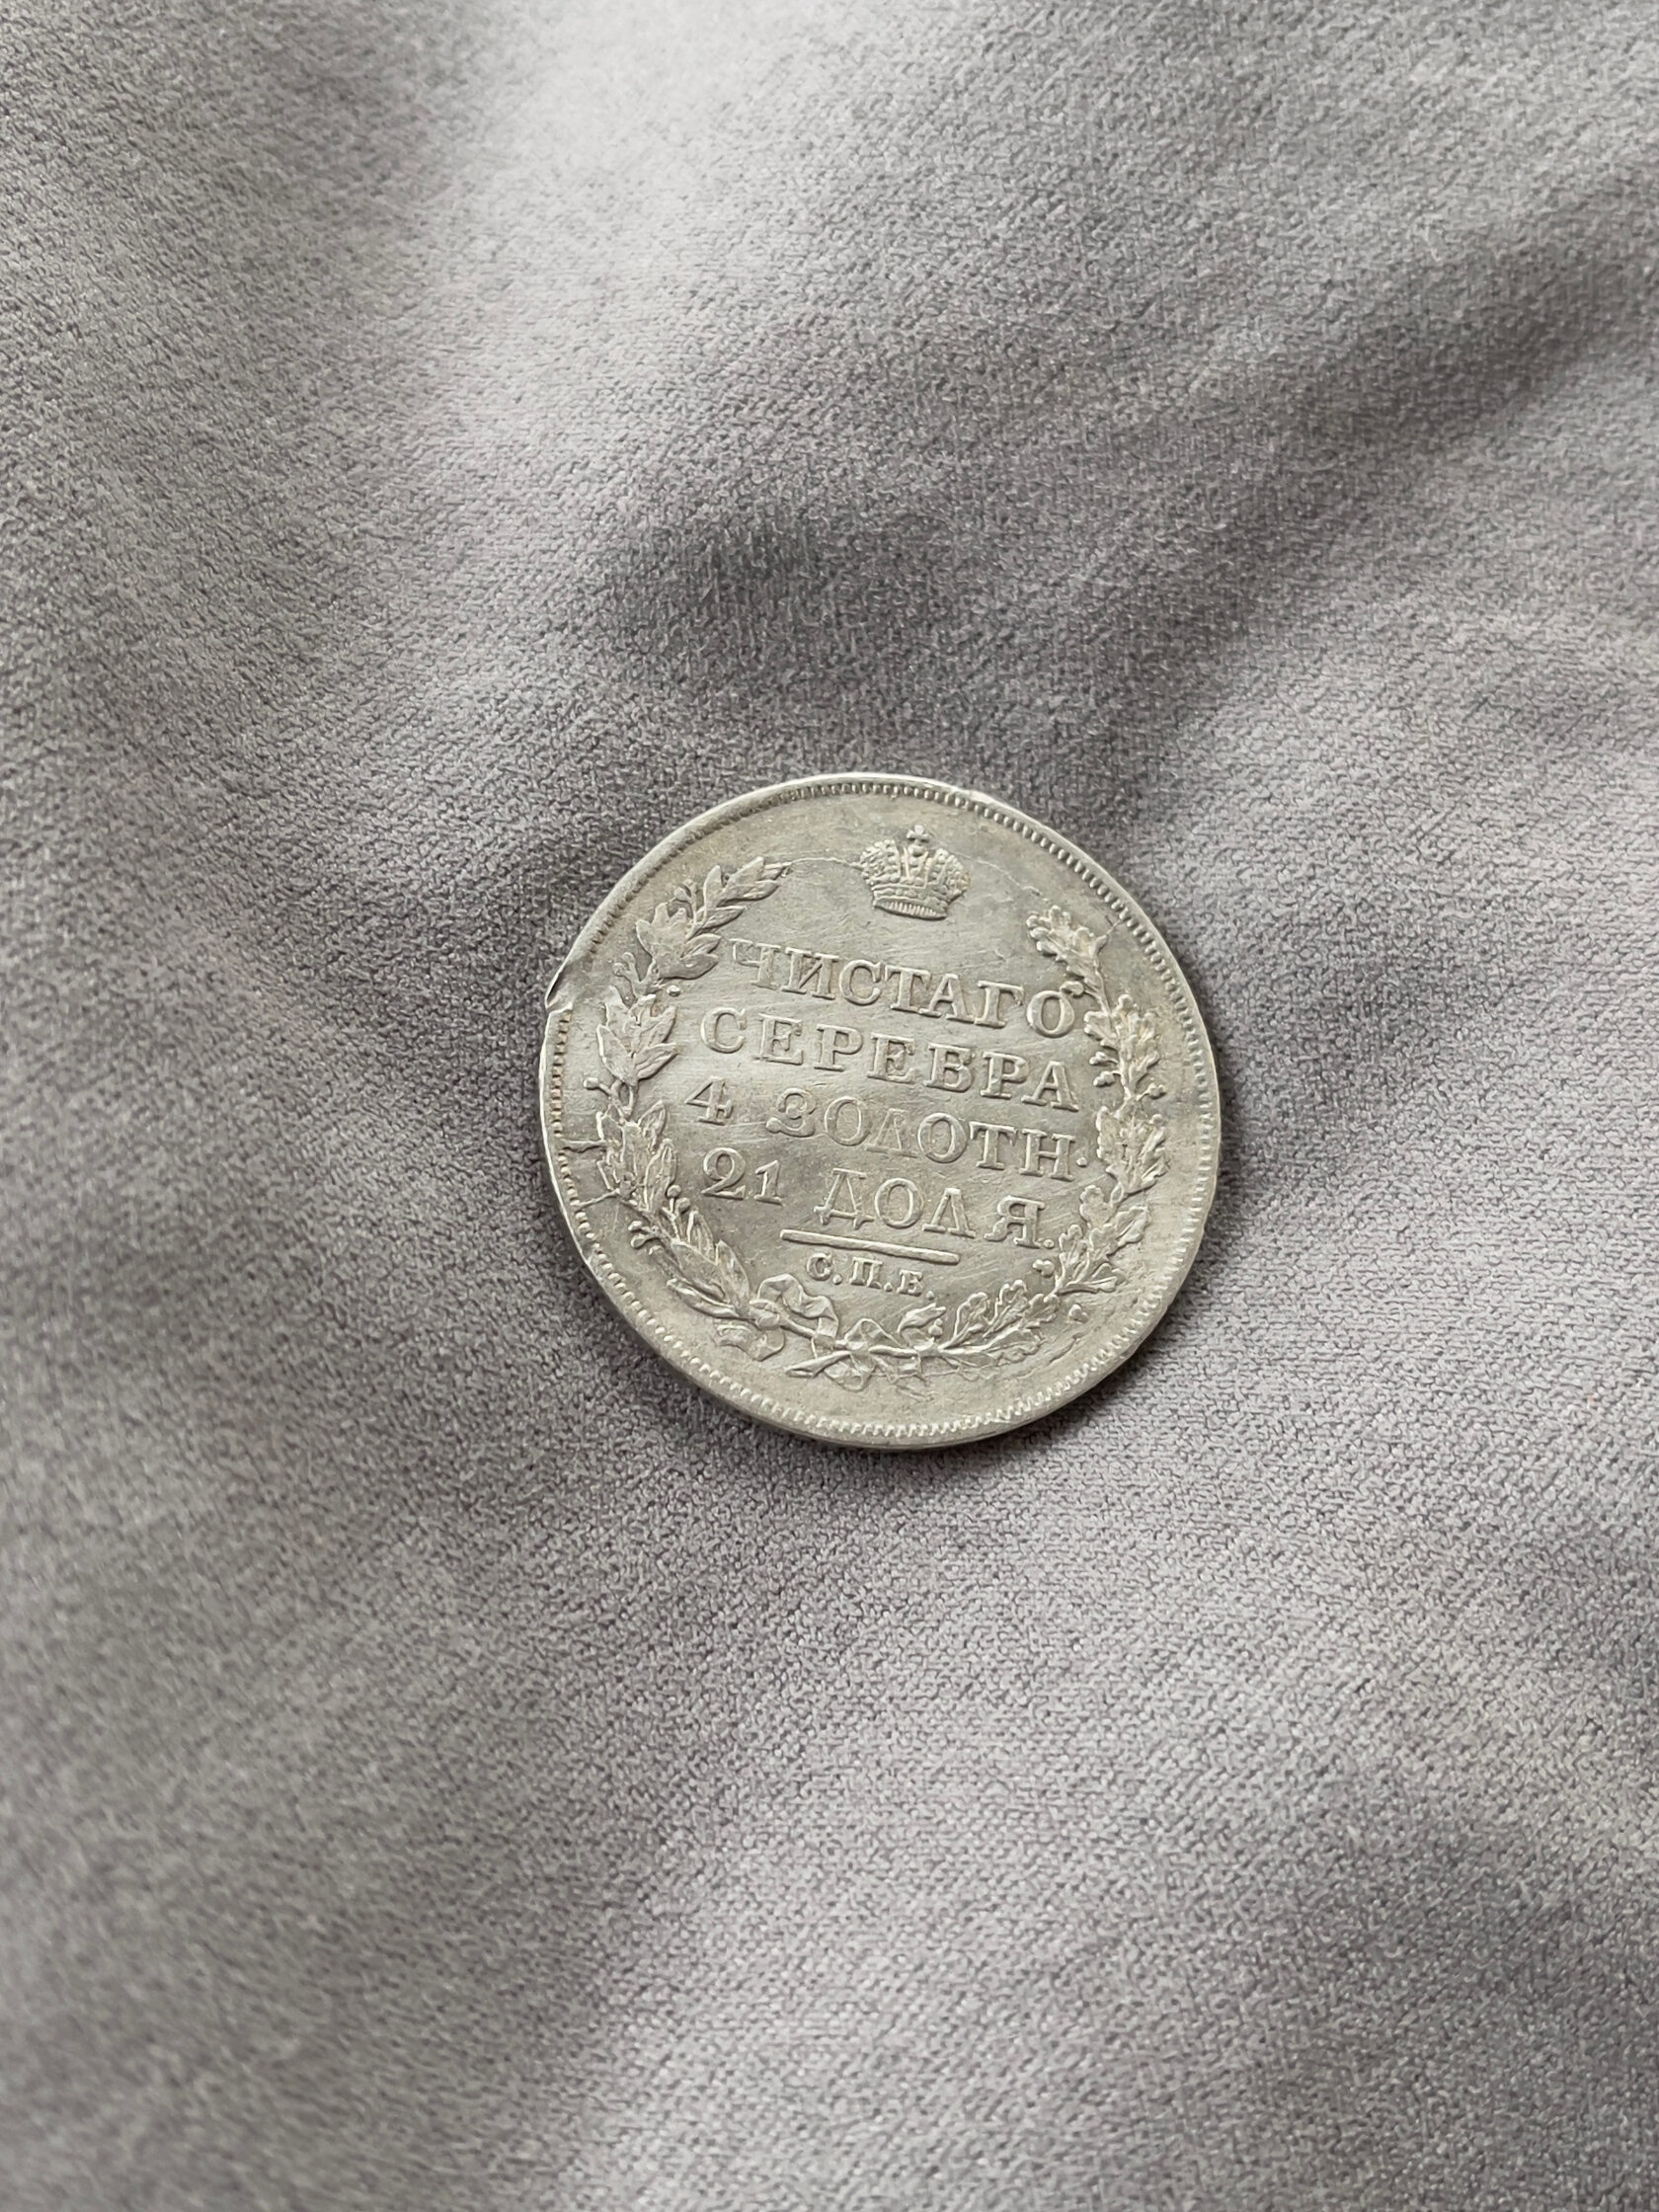 ЧИСТАГО
СЕРЕБРА
4 ЗОЛОТН.
21 ДОЛЯ.
С.П.Б.